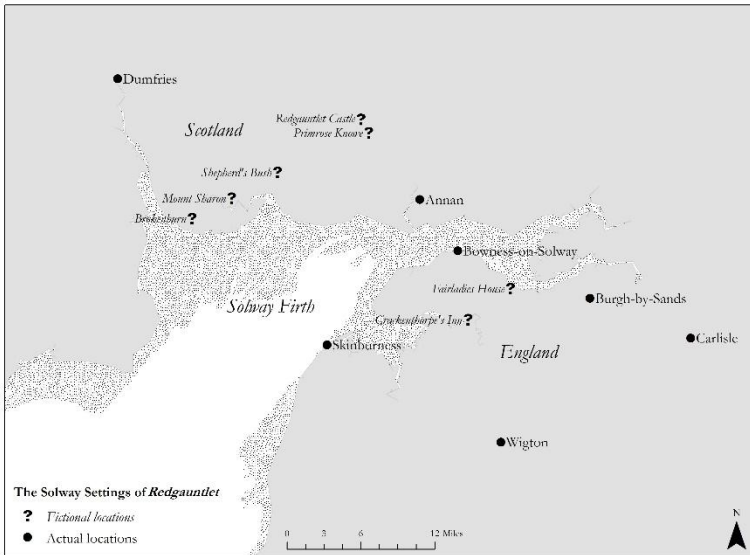 Dumfries
Scotland
Redgauntlet Castle ?
Primrose Knowe ?
Shepherd's Bush ?
Mount Sharon ?
Annan
Brokenburn ?
Bowness-on-Solway
Fairladies House ?
Burgh-by-Sands
Solway Firth
Crackenthorpe's Inn ?
Skinburness
England
Carlisle
Wigton
The Solway Settings of Redgauntlet
? Fictional locations
Actual locations
0 3 6 12 Miles
N